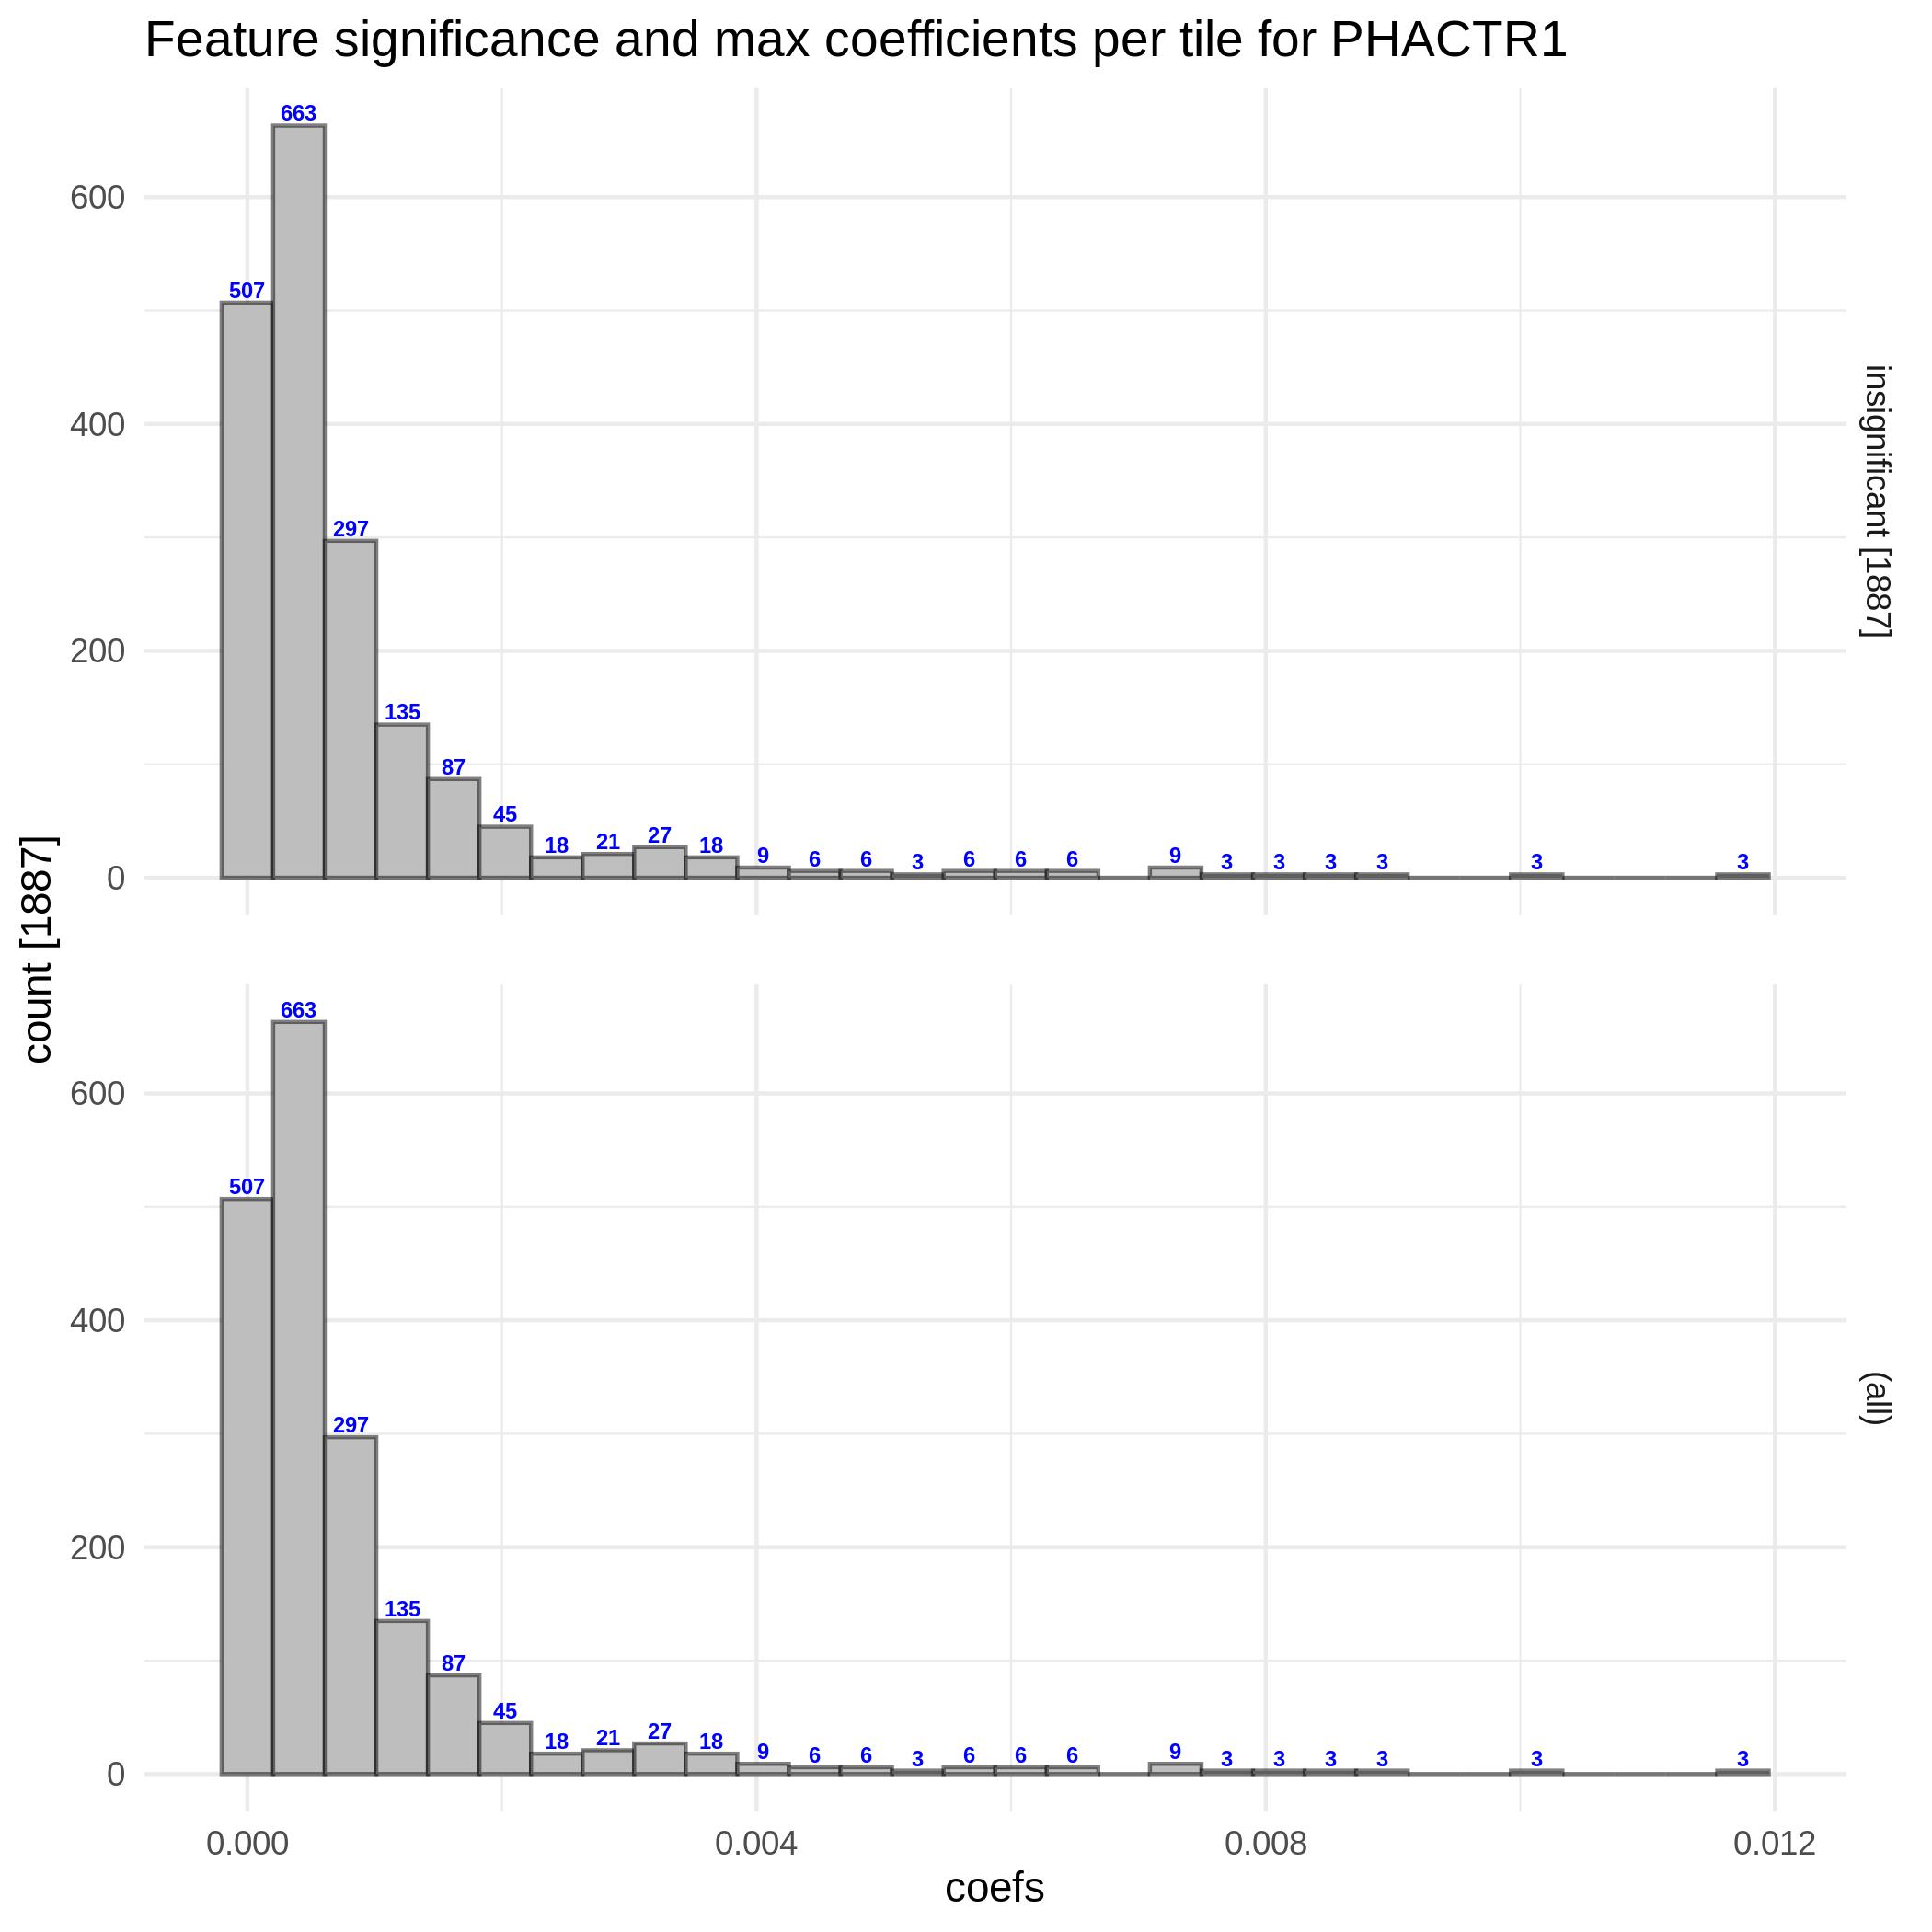 Feature significance and max coefficients per tile for PHACTR1
663
600
507
400
297
200
135
87
45
18 21 27 18 9 6 6 3 6 6 6 9 3 3 3 3 3 3
0
insignificant [1887]
count [1887]
663
600
507
400
297
200
135
87
45
18 21 27 18 9 6 6 3 6 6 6 9 3 3 3 3 3 3
0
(all)
0.000 0.004 0.008 0.012
coefs